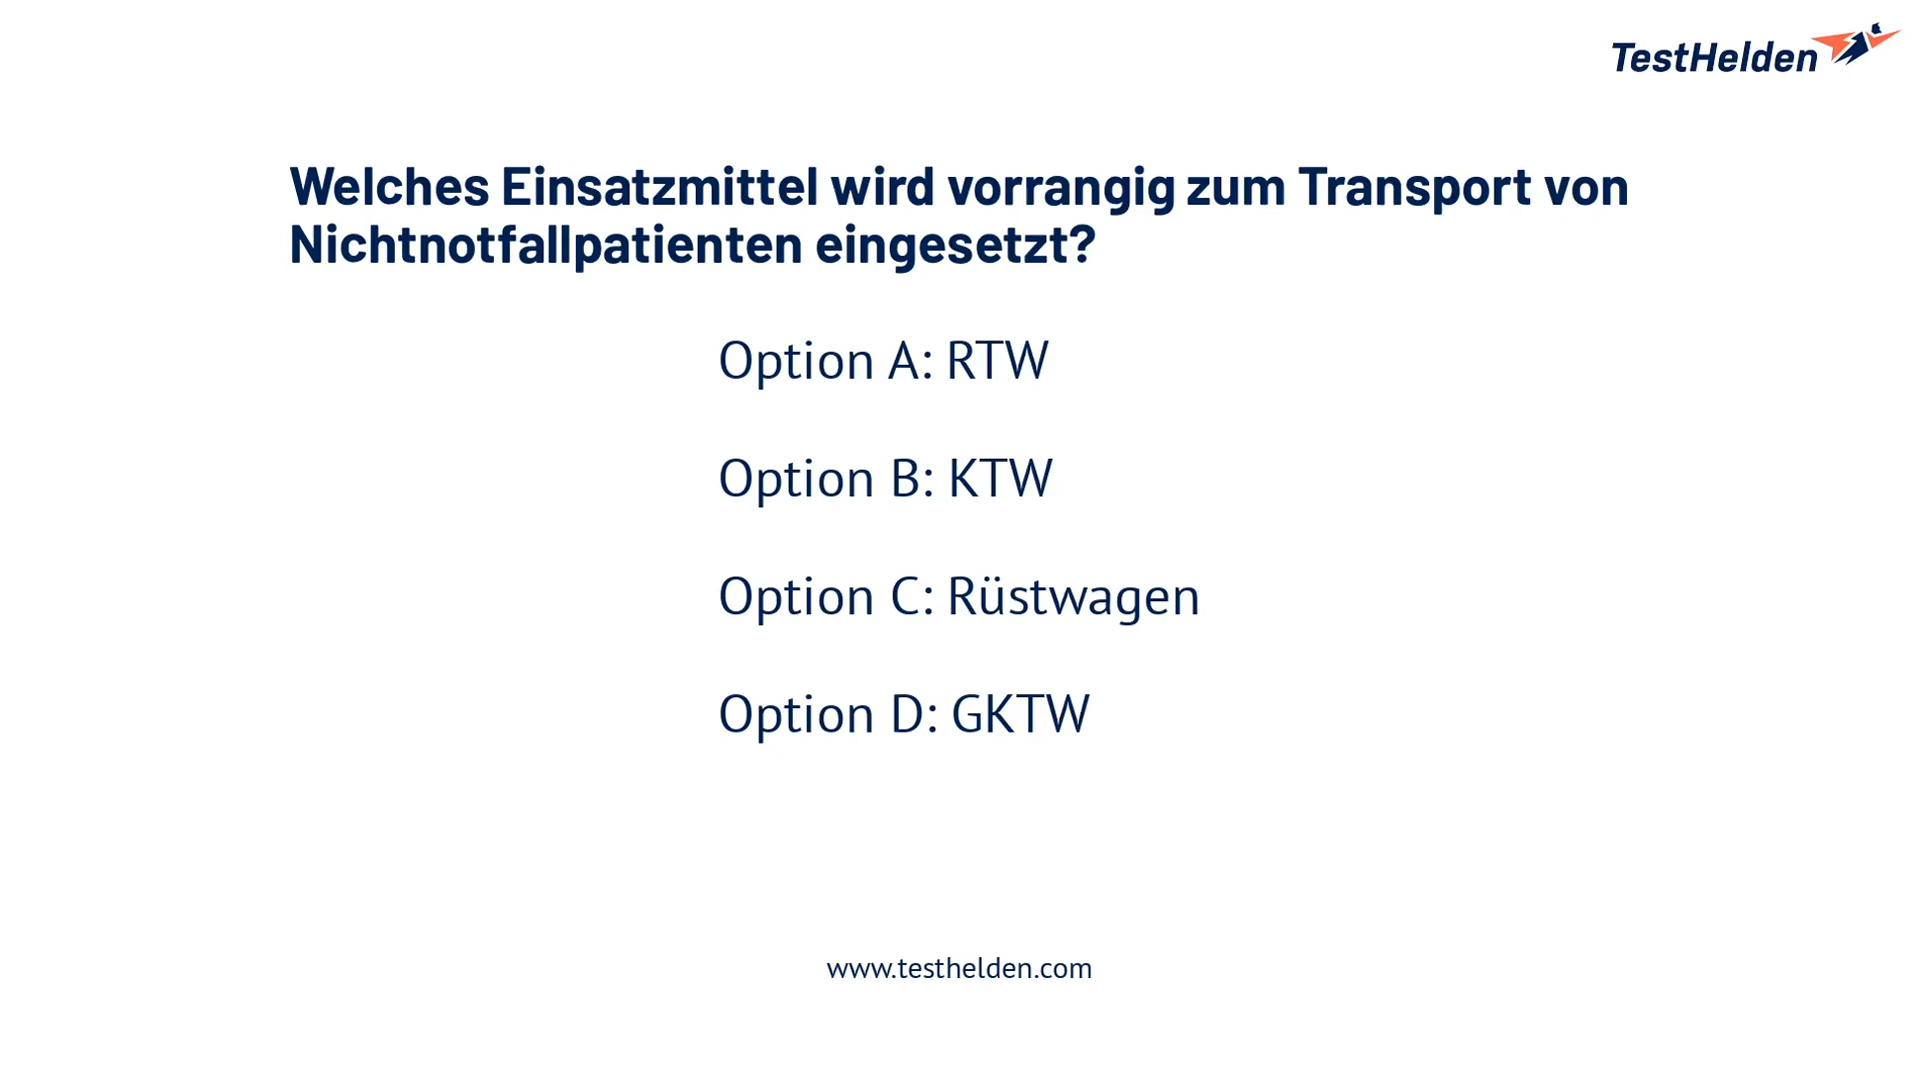 TestHelden
Welches Einsatzmittel wird vorrangig zum Transport von
Nichtnotfallpatienten eingesetzt?
Option A: RTW
Option B: KTW
Option C: Rüstwagen
Option D: GKTW
www.testhelden.com